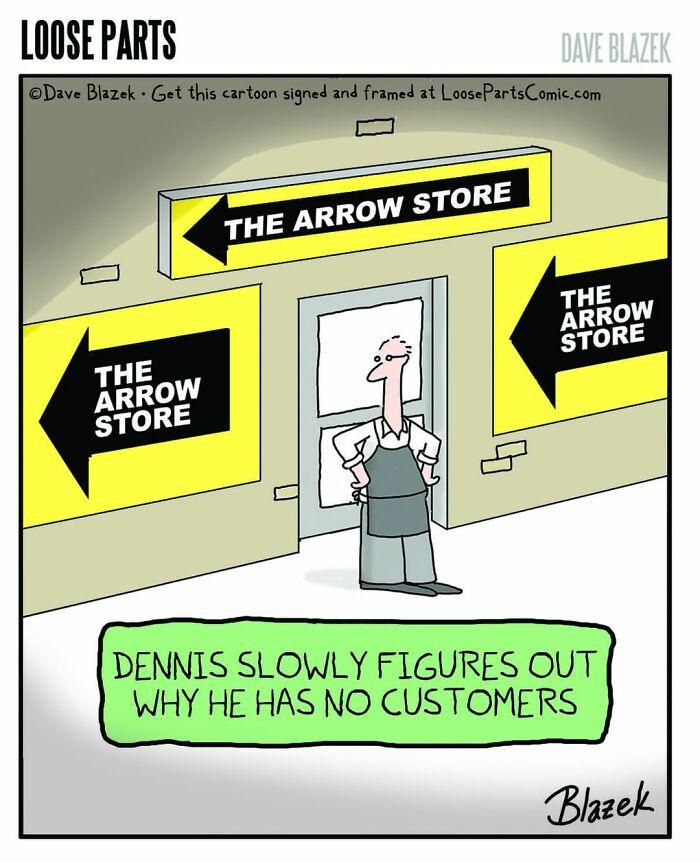 LOOSE PARTS
DAVE BLAZEK
©Dave Blazek • Get this cartoon signed and framed at LoosePartsComic.com
THE ARROW STORE
THE
ARROW
STORE
THE
ARROW
STORE
DENNIS SLOWLY FIGURES OUT
WHY HE HAS NO CUSTOMERS
Blazek